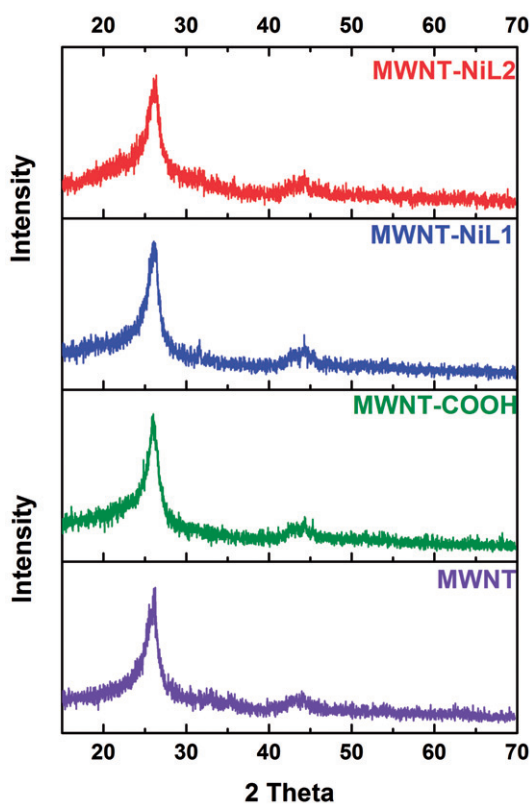 20 30 40 50 60 70
MWNT-NiL2
Intensity
MWNT-NiL1
MWNT-COOH
Intensity
MWNT
20 30 40 50 60 70
2 Theta